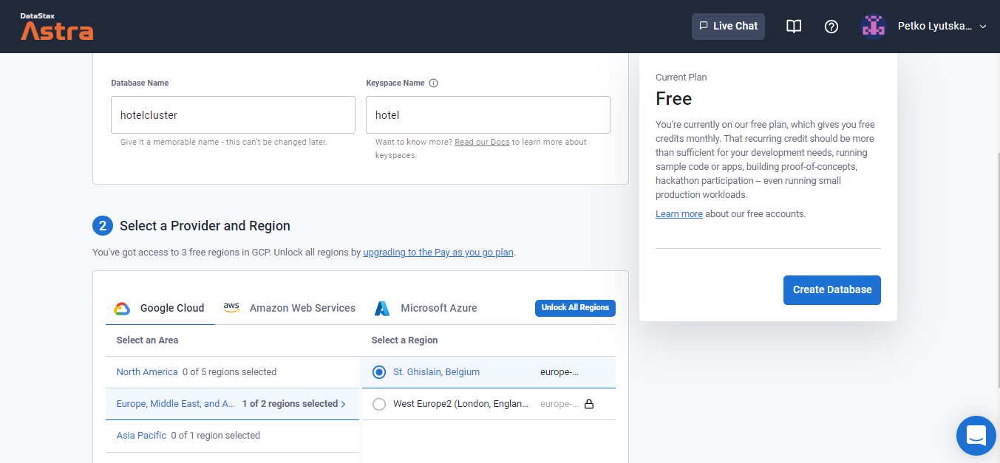 DataStax
Astra
Live Chat
Petko Lyutska...
Database Name
Keyspace Name
hotelcluster
hotel
Give it a memorable name - this can't be changed later.
Want to know more? Read our Docs to learn more about
keyspaces.
2 Select a Provider and Region
You've got access to 3 free regions in GCP. Unlock all regions by upgrading to the Pay as you go plan.
Google Cloud
aws Amazon Web Services
Microsoft Azure
Unlock All Regions
Select an Area
Select a Region
North America 0 of 5 regions selected
St. Ghislain, Belgium europe-...
Europe, Middle East, and A... 1 of 2 regions selected
West Europe2 (London, Englan... europe-...
Asia Pacific 0 of 1 region selected
Current Plan
Free
You're currently on our free plan, which gives you free
credits monthly. That recurring credit should be more
than sufficient for your development needs, running
sample code or apps, building proof-of-concepts,
hackathon participation – even running small
production workloads.
Learn more about our free accounts.
Create Database